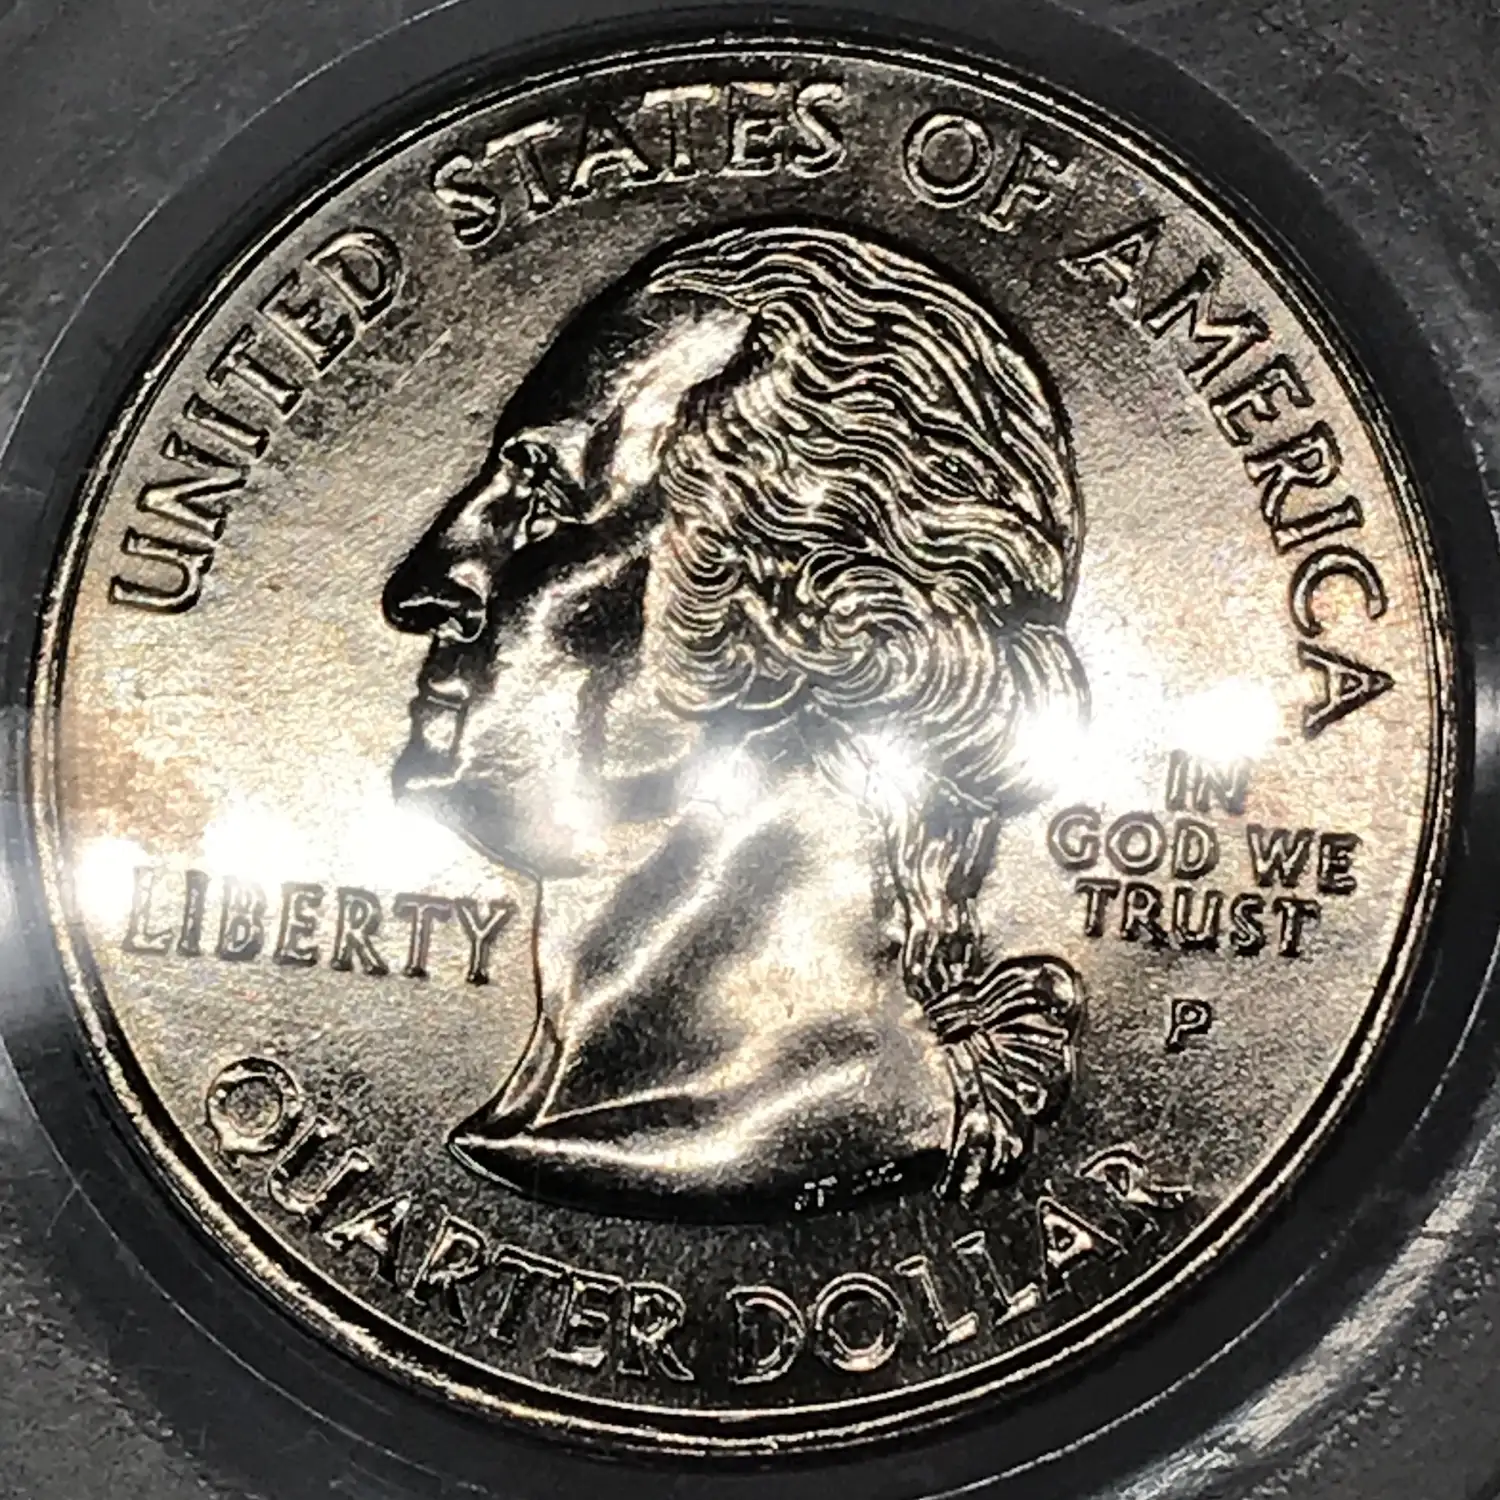 UNITED STATES OF AMERICA
LIBERTY
IN
GOD WE
TRUST
P
QUARTER DOLLAR